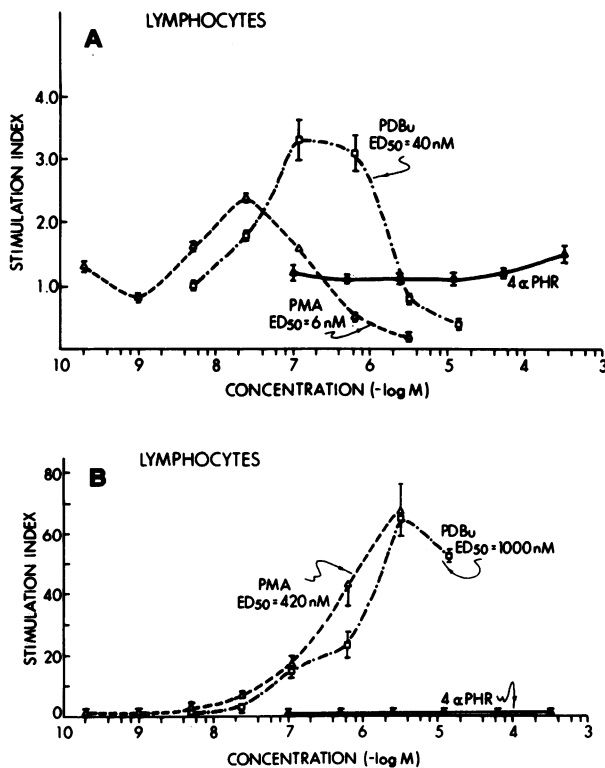 A
LYMPHOCYTES
STIMULATION INDEX
4.0
3.0
2.0
1.0
PDBu
ED50=40 nM
4 α PHR
PMA
ED50=6 nM
10 9 8 7 6 5 4 3
CONCENTRATION (-log M)
B
LYMPHOCYTES
STIMULATION INDEX
80
60
40
20
0
PDBu
ED50=1000 nM
PMA
ED50=420 nM
4 α PHR
10 9 8 7 6 5 4 3
CONCENTRATION (-log M)